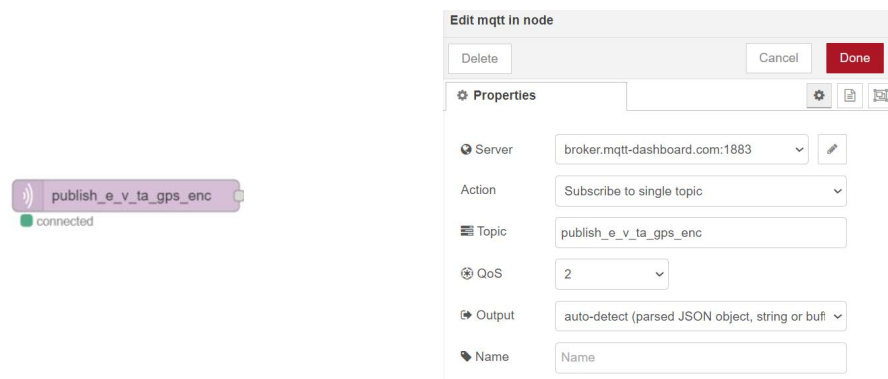 Edit mqtt in node
Delete
Cancel
Done
Properties
Server
broker.mqtt-dashboard.com:1883
Action
Subscribe to single topic
publish_e_v_ta_gps_enc
connected
Topic
publish_e_v_ta_gps_enc
QoS
2
Output
auto-detect (parsed JSON object, string or buff
Name
Name